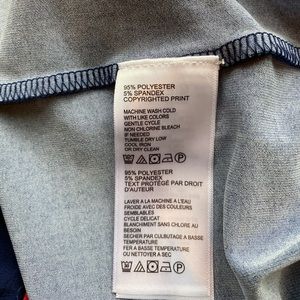 95% POLYESTER
5% SPANDEX
COPYRIGHTED PRINT
MACHINE WASH COLD
WITH LIKE COLORS
GENTLE CYCLE
NON CHLORINE BLEACH
IF NEEDED
TUMBLE DRY LOW
COOL IRON
OR DRY CLEAN
95% POLYESTER
5% SPANDEX
TEXT PROTÉGÉ PAR DROIT
D'AUTEUR
LAVER A LA MACHINE A L'EAU
FROIDE AVEC DES COULEURS
SEMBLABLES
CYCLE DELICAT
BLANCHIMENT SANS CHLORE AU
BESOIN
SECHER PAR CULBUTAGE A BASSE
TEMPERATURE
FER A BASSE TEMPERATURE
OU NETTOYER A SEC